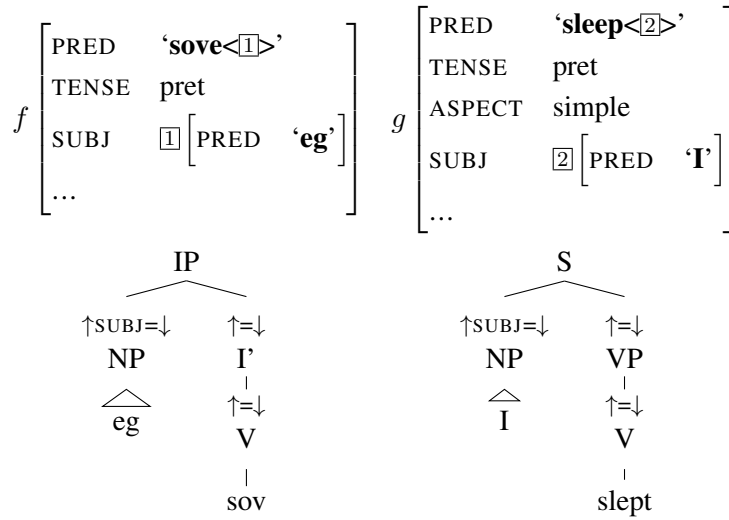 f PRED ‘sove<1>’
TENSE pret
SUBJ 1 [PRED ‘eg’]
...
g PRED ‘sleep<2>’
TENSE pret
ASPECT simple
SUBJ 2 [PRED ‘I’]
...
IP
↑SUBJ=↓ ↑=↓
NP I’
eg ↑=↓
V
sov
S
↑SUBJ=↓ ↑=↓
NP VP
I ↑=↓
V
slept